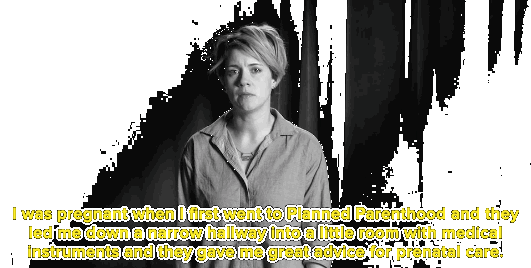 I was pregnant when I first went to Planned Parenthood and they
led me down a narrow hallway into a little room with medical
instruments and they gave me great advice for prenatal care.